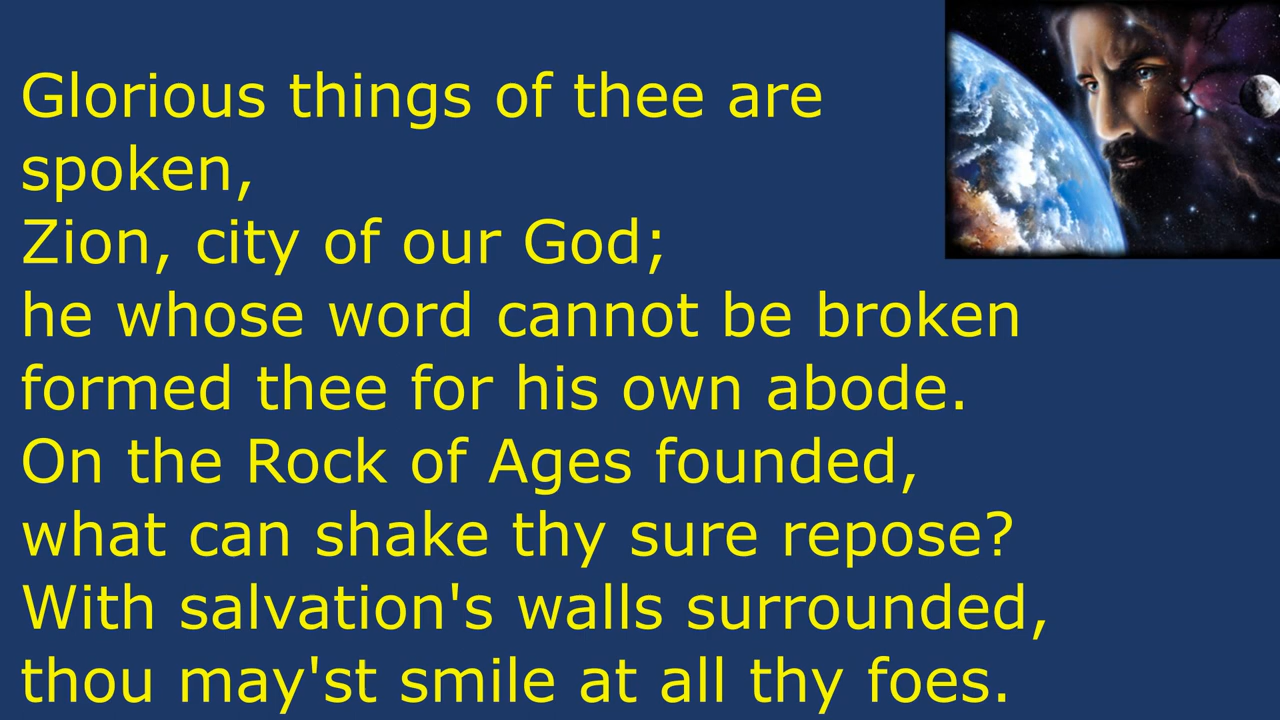 Glorious things of thee are
spoken,
Zion, city of our God;
he whose word cannot be broken
formed thee for his own abode.
On the Rock of Ages founded,
what can shake thy sure repose?
With salvation's walls surrounded,
thou may'st smile at all thy foes.